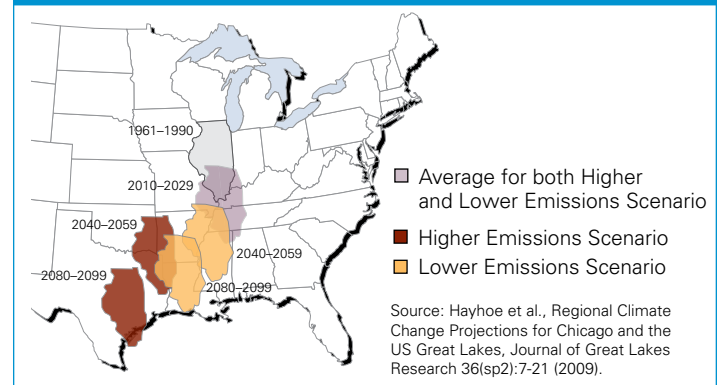 1961–1990
2010–2029
2040–2059
2080–2099
2040–2059
2080–2099
Average for both Higher
and Lower Emissions Scenario
Higher Emissions Scenario
Lower Emissions Scenario
Source: Hayhoe et al., Regional Climate
Change Projections for Chicago and the
US Great Lakes, Journal of Great Lakes
Research 36(sp2):7-21 (2009).